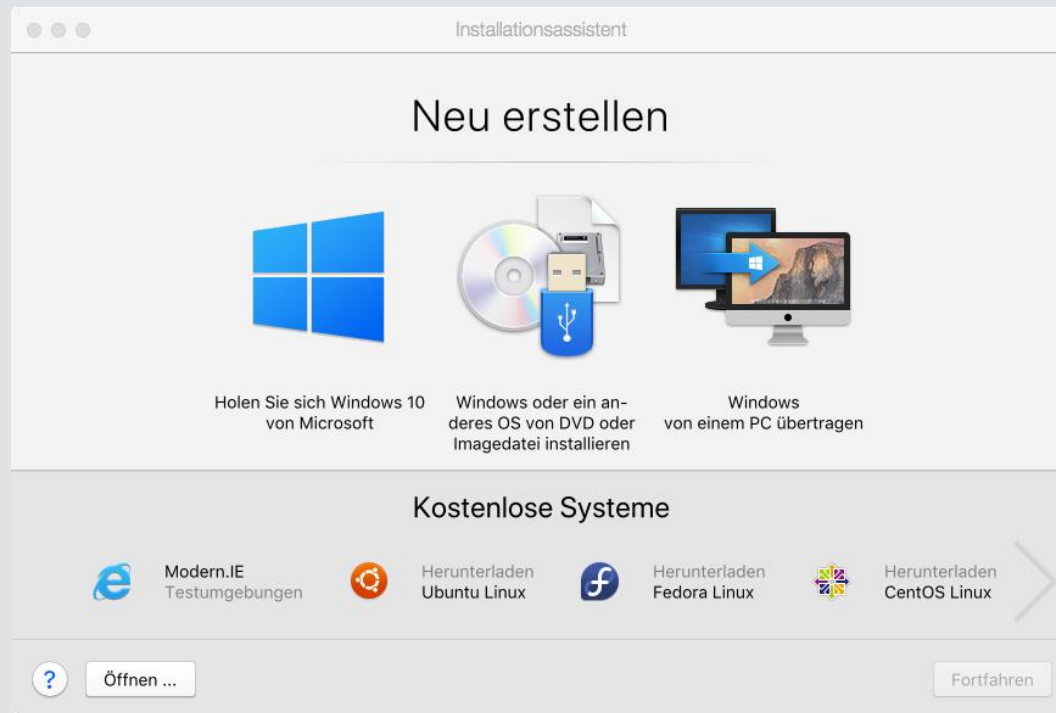 Installationsassistent
Neu erstellen
Holen Sie sich Windows 10
von Microsoft
Windows oder ein an-
deres OS von DVD oder
Imagedatei installieren
Windows
von einem PC übertragen
Kostenlose Systeme
Modern.IE
Testumgebungen
Herunterladen
Ubuntu Linux
Herunterladen
Fedora Linux
Herunterladen
CentOS Linux
?
Öffnen ...
Fortfahren